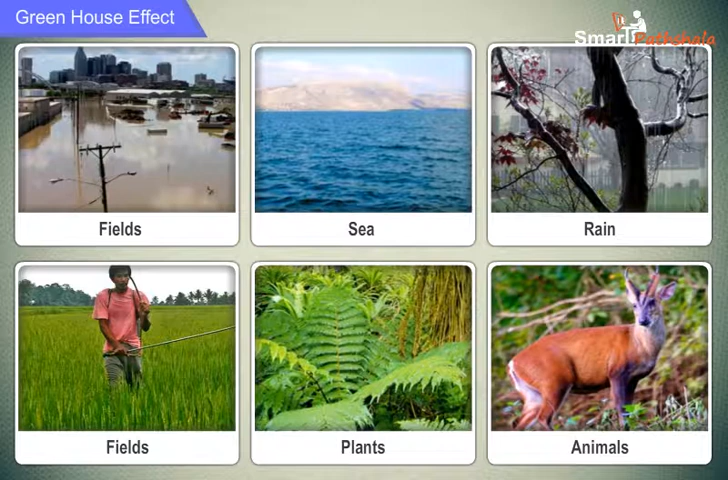 Green House Effect
Smart Pathshala
Fields
Sea
Rain
Fields
Plants
Animals